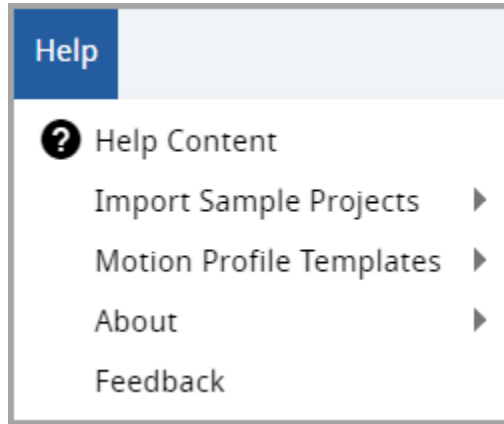 Help
Help Content
Import Sample Projects
Motion Profile Templates
About
Feedback